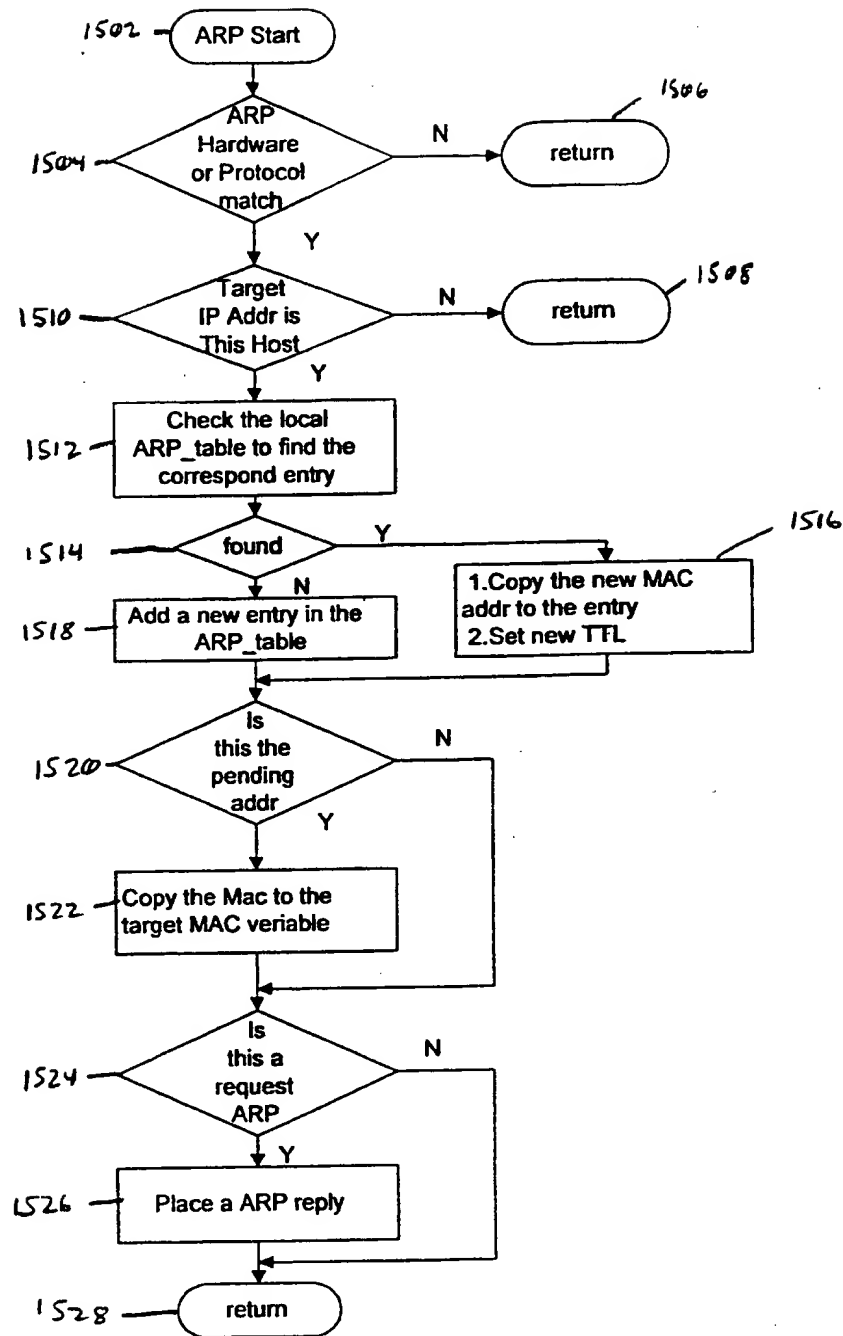 1502
ARP Start
1506
ARP
Hardware
or Protocol
match
N
return
1504
Y
1508
Target
IP Addr is
This Host
N
return
1510
Y
Check the local
ARP_table to find the
correspond entry
1512
1516
found
Y
1514
N
1.Copy the new MAC
addr to the entry
2.Set new TTL
Add a new entry in the
ARP_table
1518
Is
this the
pending
addr
N
1520
Y
Copy the Mac to the
target MAC veriable
1522
Is
this a
request
ARP
N
1524
Y
Place a ARP reply
1526
return
1528